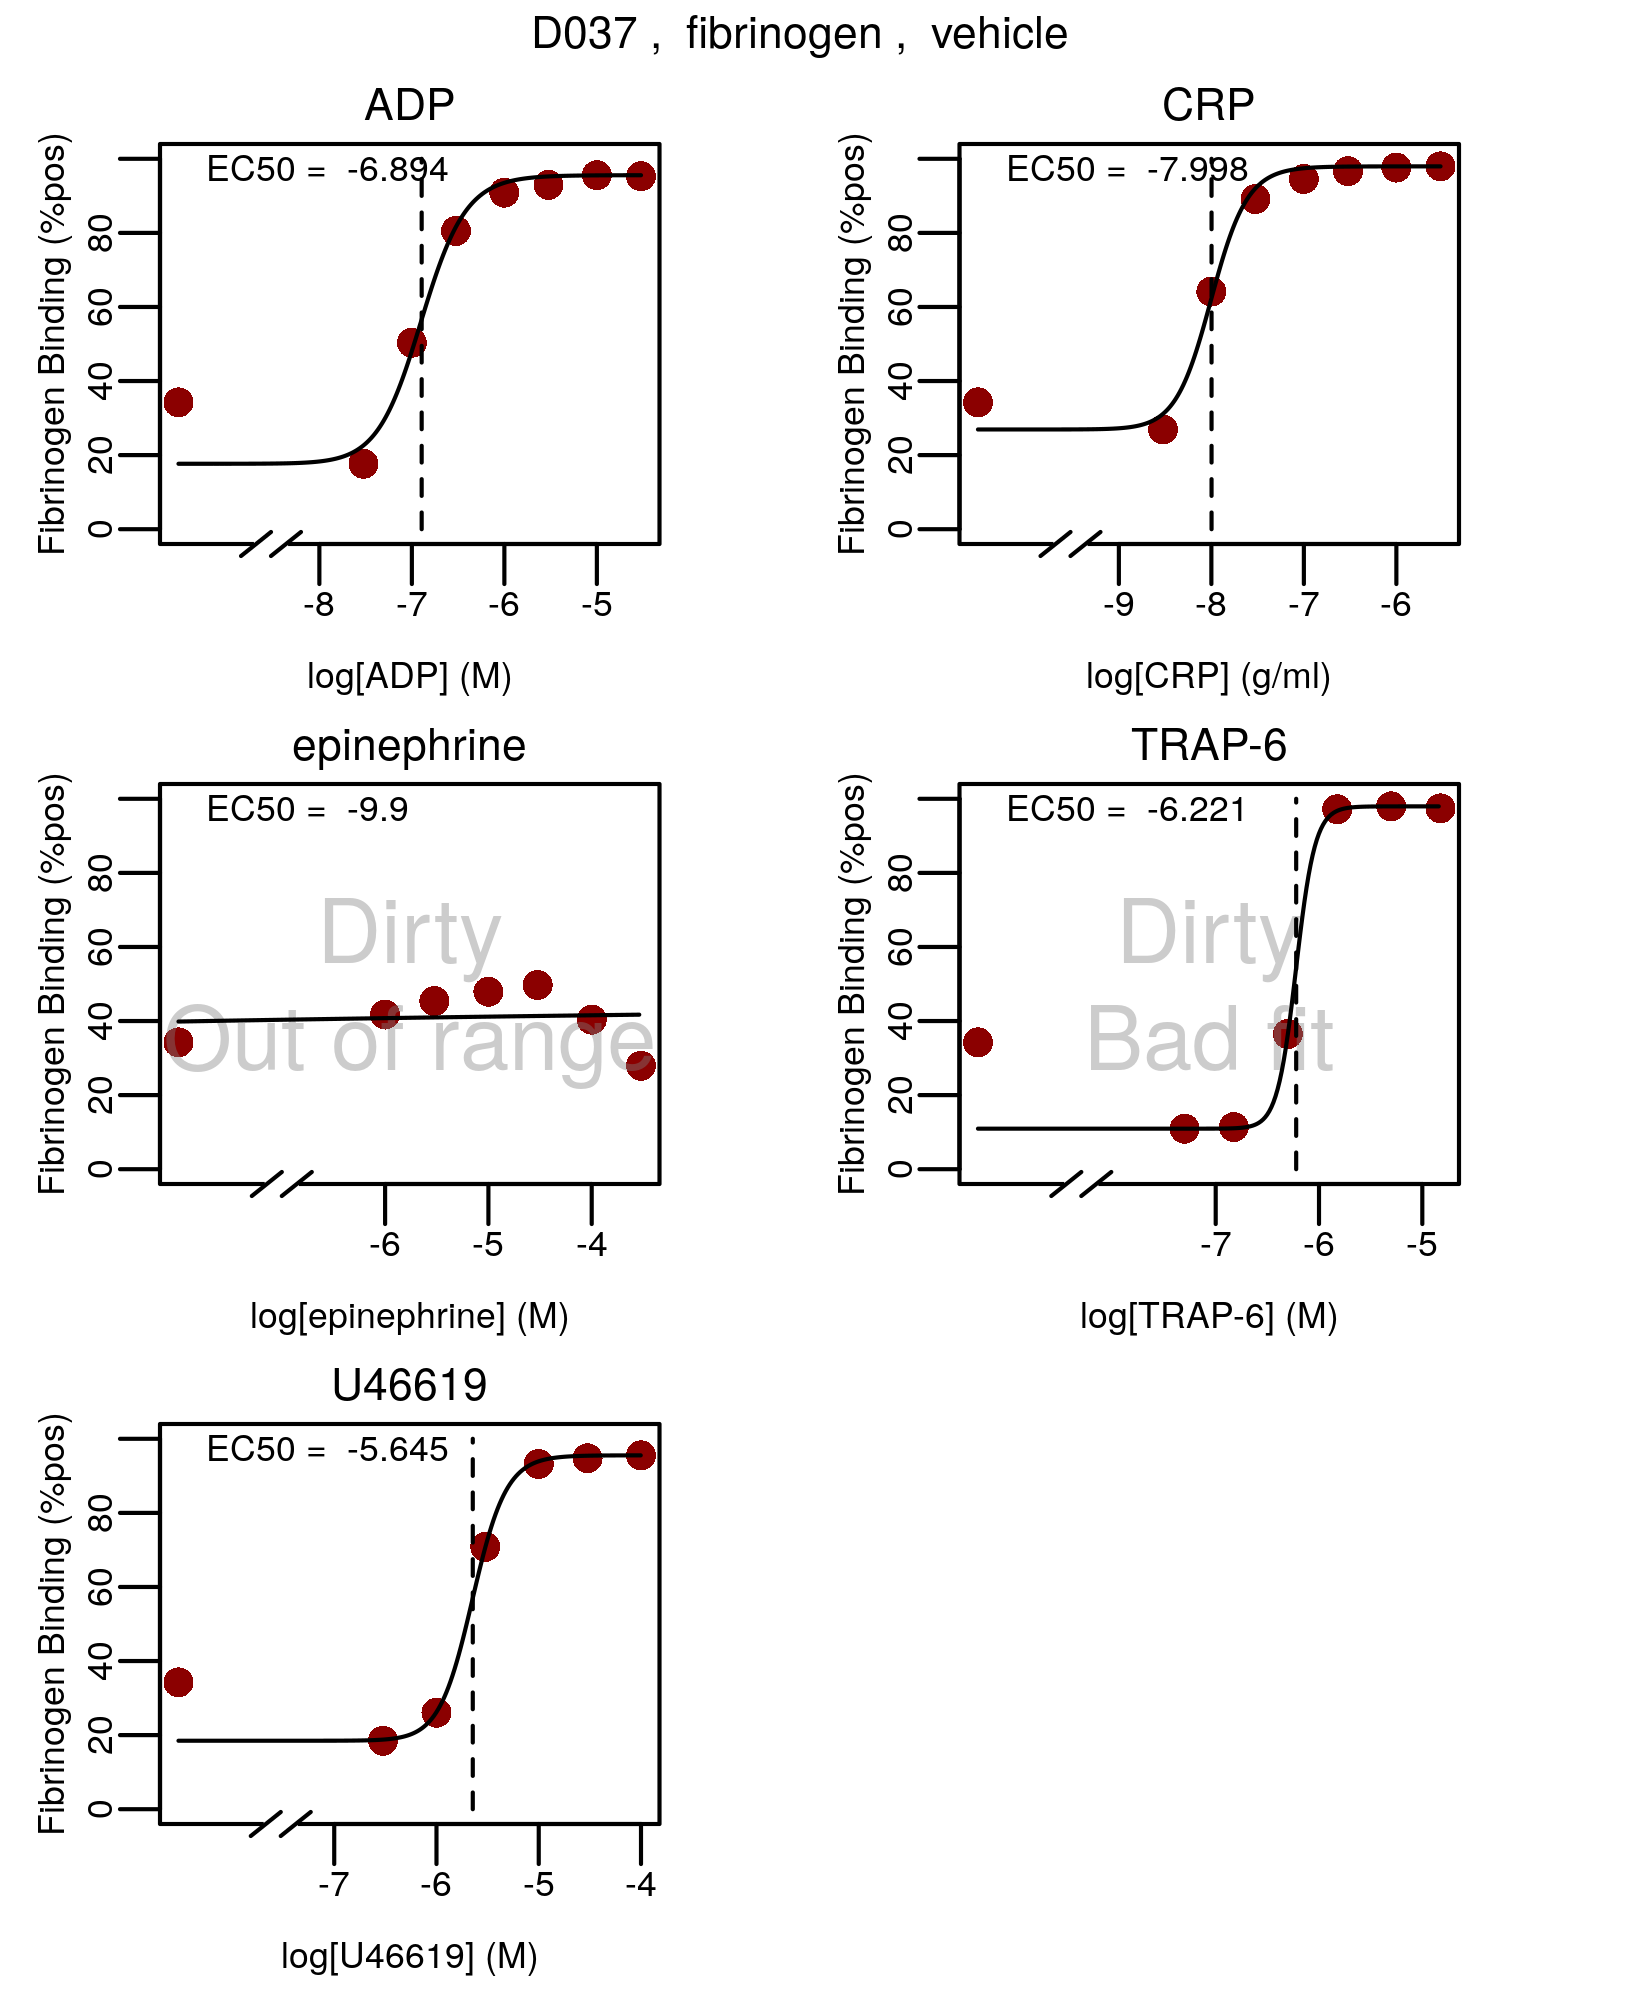 D037 , fibrinogen , vehicle
ADP
EC50 = -6.894
Fibrinogen Binding (%pos)
80
60
40
20
0
-8 -7 -6 -5
log[ADP] (M)
CRP
EC50 = -7.998
Fibrinogen Binding (%pos)
80
60
40
20
0
-9 -8 -7 -6
log[CRP] (g/ml)
epinephrine
EC50 = -9.9
Fibrinogen Binding (%pos)
80
60
40
20
0
Dirty
Out of range
-6 -5 -4
log[epinephrine] (M)
TRAP-6
EC50 = -6.221
Fibrinogen Binding (%pos)
80
60
40
20
0
Dirty
Bad fit
-7 -6 -5
log[TRAP-6] (M)
U46619
EC50 = -5.645
Fibrinogen Binding (%pos)
80
60
40
20
0
-7 -6 -5 -4
log[U46619] (M)